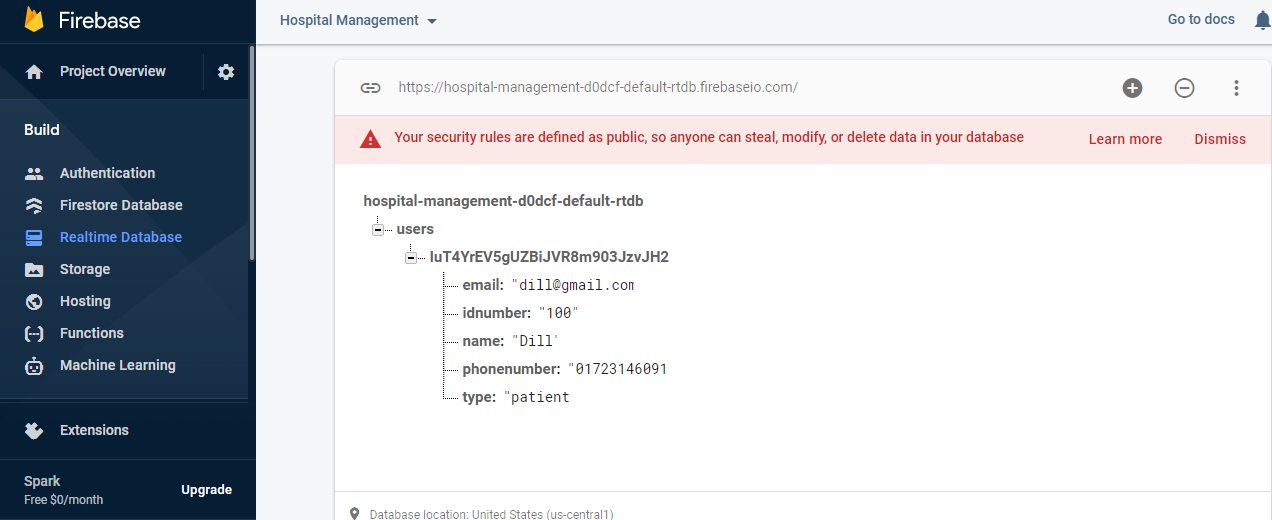 Firebase
Hospital Management
Go to docs
Project Overview
https://hospital-management-d0dcf-default-rtdb.firebaseio.com/
Your security rules are defined as public, so anyone can steal, modify, or delete data in your database
Learn more
Dismiss
Build
Authentication
Firestore Database
Realtime Database
Storage
Hosting
Functions
Machine Learning
Extensions
Spark
Free $0/month
Upgrade
hospital-management-d0dcf-default-rtdb
users
IuT4YrEV5gUZBiJVR8m903JzvJH2
email: "dill@gmail.com
idnumber: "100"
name: "Dill'
phonenumber: "01723146091
type: "patient
Database location: United States (us-central1)